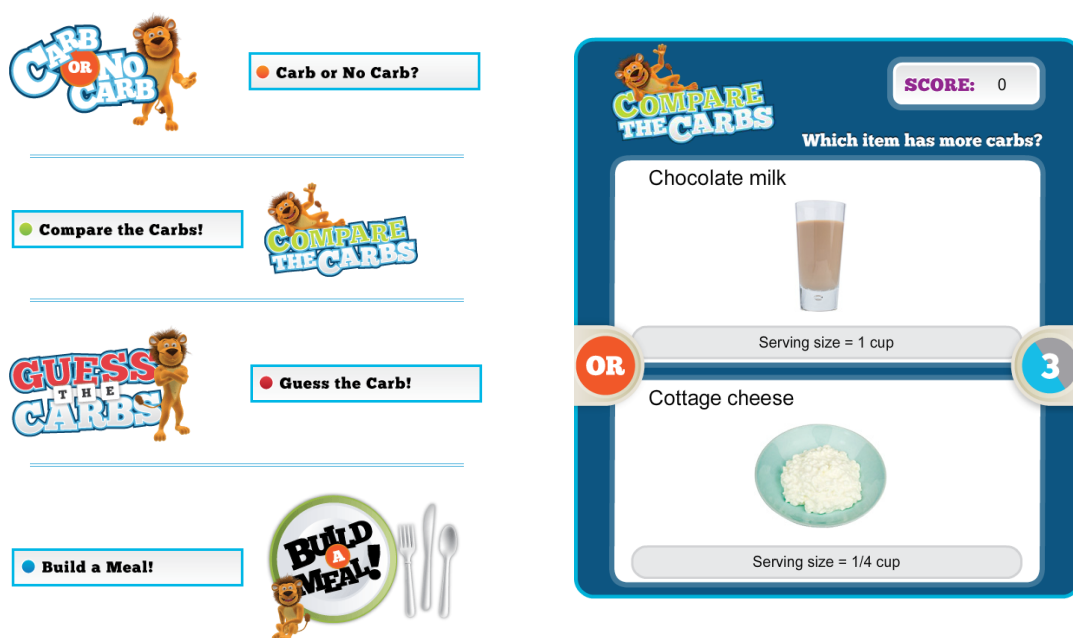 CARB
OR NO
CARB
Carb or No Carb?
Compare the Carbs!
COMPARE
THE CARBS
GUESS
THE
CARBS
Guess the Carb!
Build a Meal!
BUILD
A
MEAL!
COMPARE
THE CARBS
SCORE: 0
Which item has more carbs?
Chocolate milk
Serving size = 1 cup
OR
3
Cottage cheese
Serving size = 1/4 cup